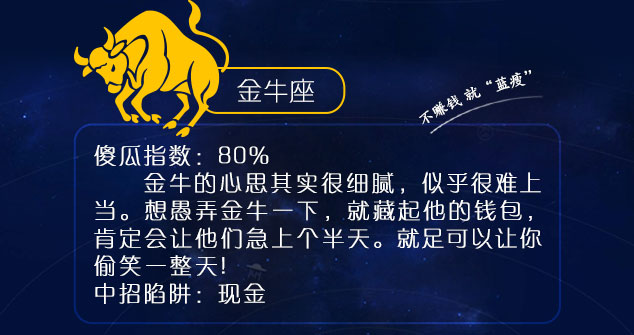 金牛座
不赚钱就“蓝瘦”
傻瓜指数：80%
金牛的心思其实很细腻，似乎很难上
当。想愚弄金牛一下，就藏起他的钱包，
肯定会让他们急上个半天。就足可以让你
偷笑一整天!
中招陷阱：现金